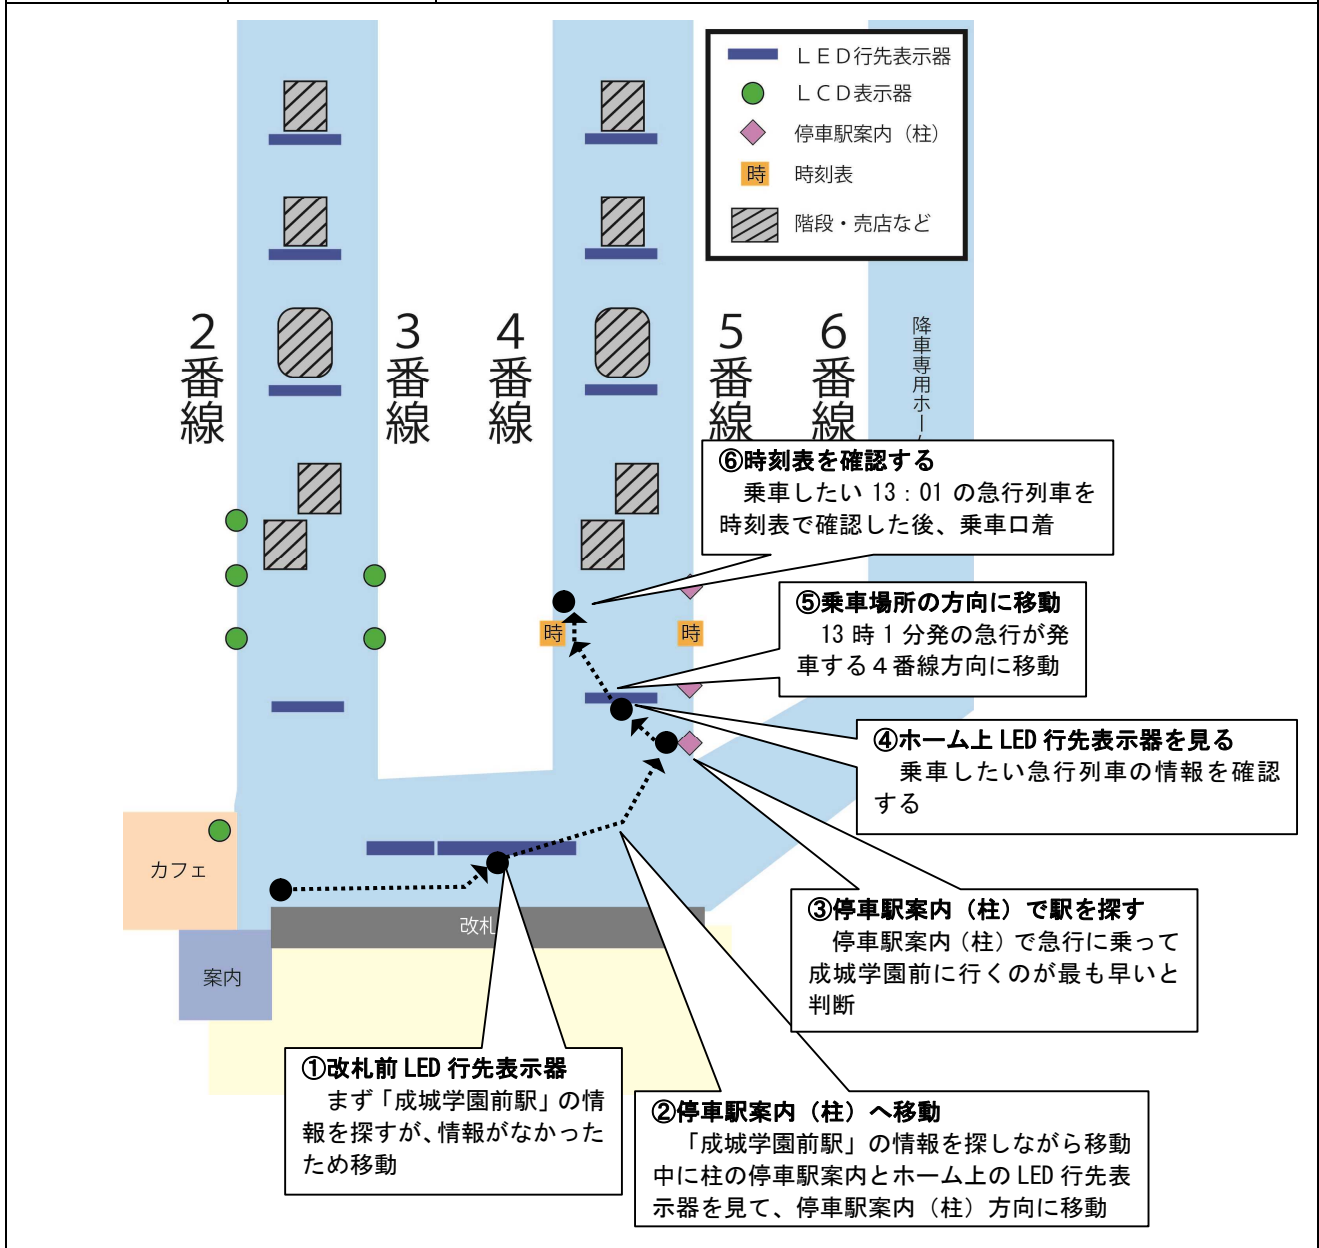 ＬＥＤ行先表示器
ＬＣＤ表示器
停車駅案内（柱）
時 時刻表
階段・売店など
2番線
3番線
4番線
5番線
6番線
降車専用ホー
⑥時刻表を確認する
乗車したい 13：01 の急行列車を
時刻表で確認した後、乗車口着
⑤乗車場所の方向に移動
13 時 1 分発の急行が発
車する４番線方向に移動
時
時
④ホーム上 LED 行先表示器を見る
乗車したい急行列車の情報を確認
する
カフェ
改札
案内
③停車駅案内（柱）で駅を探す
停車駅案内（柱）で急行に乗って
成城学園前に行くのが最も早いと
判断
①改札前 LED 行先表示器
まず「成城学園前駅」の情
報を探すが、情報がなかった
ため移動
②停車駅案内（柱）へ移動
「成城学園前駅」の情報を探しながら移動
中に柱の停車駅案内とホーム上の LED 行先表
示器を見て、停車駅案内（柱）方向に移動